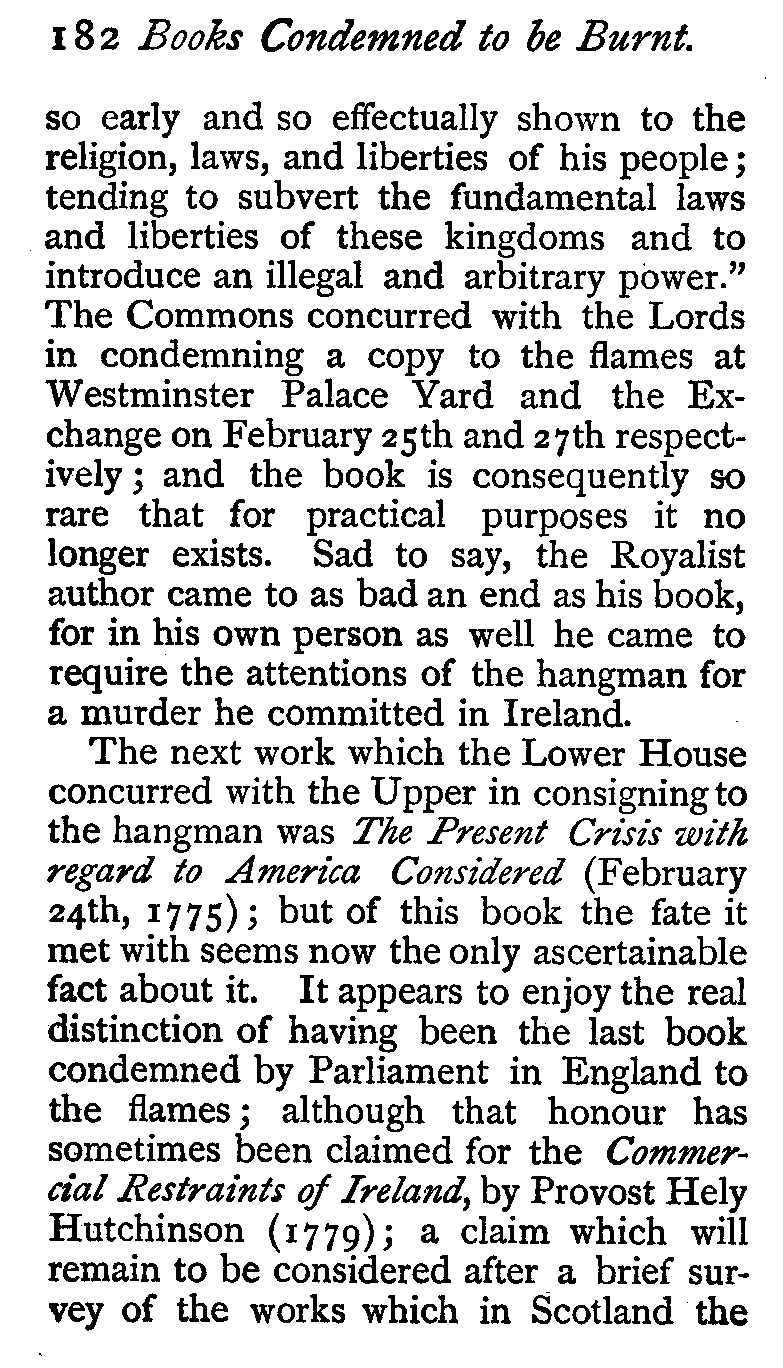 182 Books Condemned to be Burnt.
so early and so effectually shown to the
religion, laws, and liberties of his people;
tending to subvert the fundamental laws
and liberties of these kingdoms and to
introduce an illegal and arbitrary power.”
The Commons concurred with the Lords
in condemning a copy to the flames at
Westminster Palace Yard and the Ex-
change on February 25th and 27th respect-
ively; and the book is consequently so
rare that for practical purposes it no
longer exists. Sad to say, the Royalist
author came to as bad an end as his book,
for in his own person as well he came to
require the attentions of the hangman for
a murder he committed in Ireland.
The next work which the Lower House
concurred with the Upper in consigning to
the hangman was The Present Crisis with
regard to America Considered (February
24th, 1775); but of this book the fate it
met with seems now the only ascertainable
fact about it. It appears to enjoy the real
distinction of having been the last book
condemned by Parliament in England to
the flames; although that honour has
sometimes been claimed for the Commer-
cial Restraints of Ireland, by Provost Hely
Hutchinson (1779); a claim which will
remain to be considered after a brief sur-
vey of the works which in Scotland the